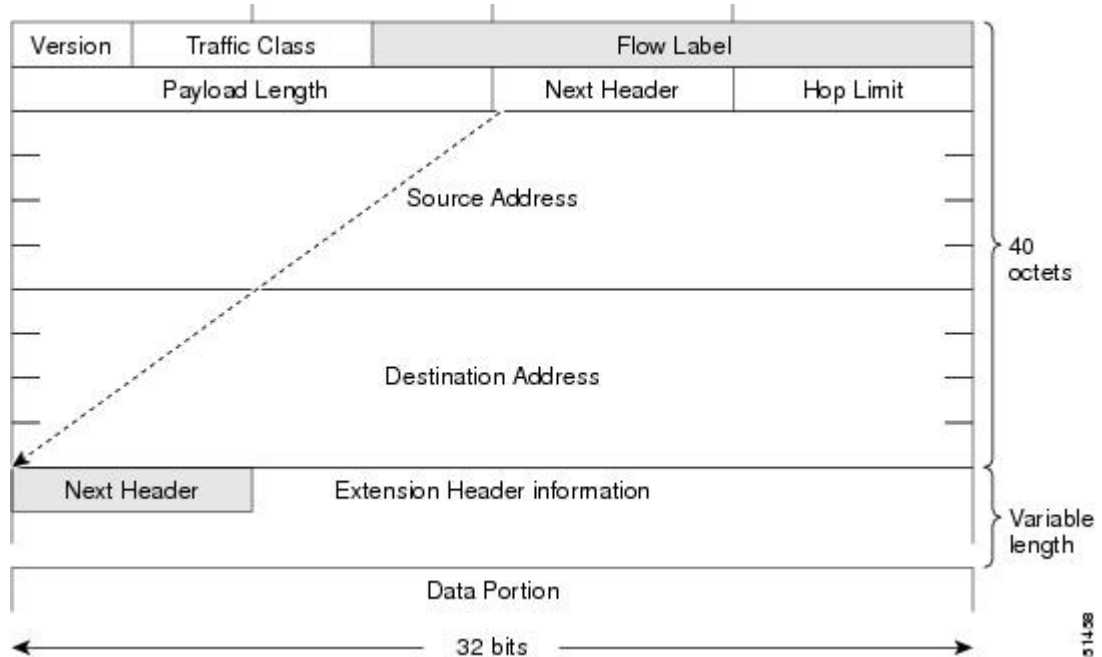 Version Traffic Class Flow Label
Payload Length Next Header Hop Limit
Source Address
40
octets
Destination Address
Next Header Extension Header information
Variable
length
Data Portion
32 bits
51458